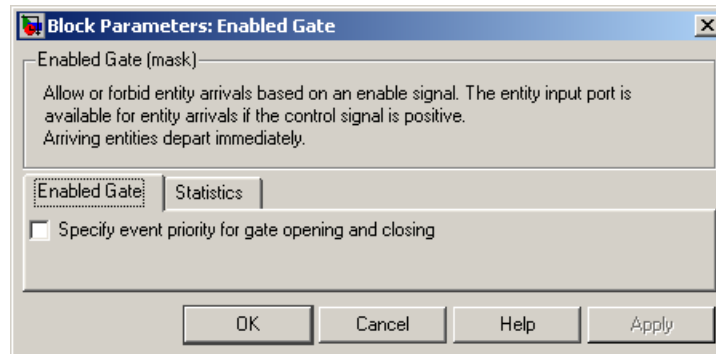 Block Parameters: Enabled Gate
Enabled Gate (mask)
Allow or forbid entity arrivals based on an enable signal. The entity input port is
available for entity arrivals if the control signal is positive.
Arriving entities depart immediately.
Enabled Gate Statistics
Specify event priority for gate opening and closing
OK Cancel Help Apply